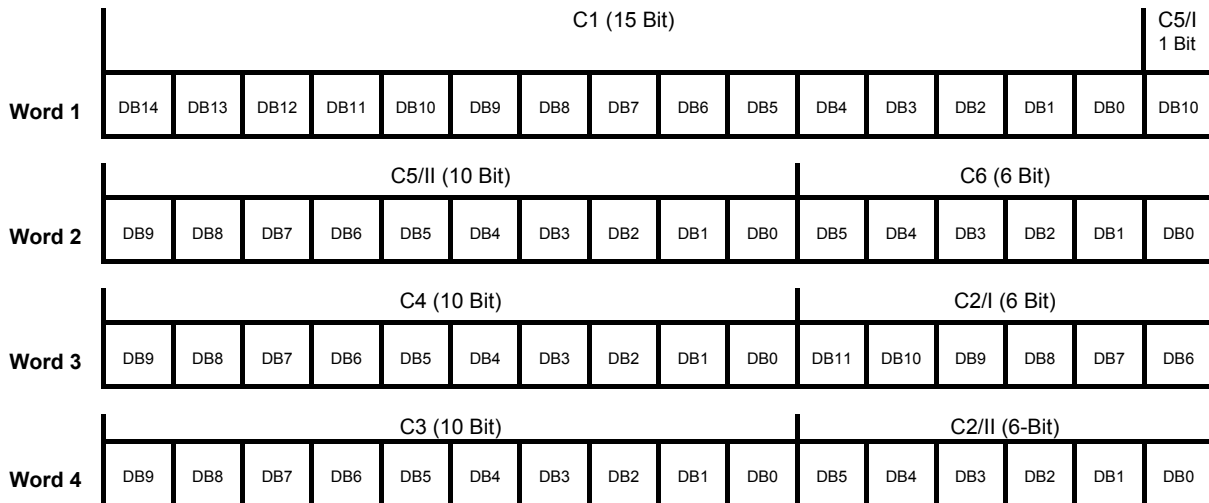 C1 (15 Bit) C5/I
1 Bit
Word 1 DB14 DB13 DB12 DB11 DB10 DB9 DB8 DB7 DB6 DB5 DB4 DB3 DB2 DB1 DB0 DB10
C5/II (10 Bit) C6 (6 Bit)
Word 2 DB9 DB8 DB7 DB6 DB5 DB4 DB3 DB2 DB1 DB0 DB5 DB4 DB3 DB2 DB1 DB0
C4 (10 Bit) C2/I (6 Bit)
Word 3 DB9 DB8 DB7 DB6 DB5 DB4 DB3 DB2 DB1 DB0 DB11 DB10 DB9 DB8 DB7 DB6
C3 (10 Bit) C2/II (6-Bit)
Word 4 DB9 DB8 DB7 DB6 DB5 DB4 DB3 DB2 DB1 DB0 DB5 DB4 DB3 DB2 DB1 DB0